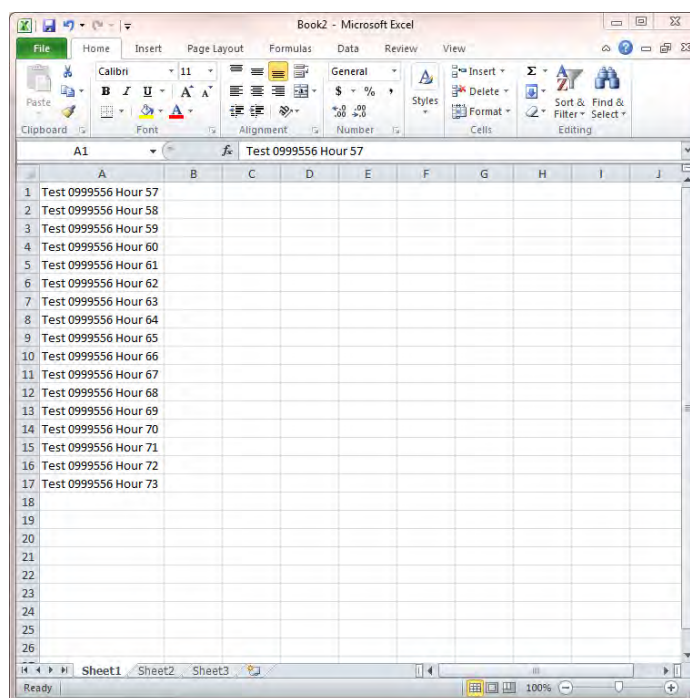 Book2 - Microsoft Excel
File Home Insert Page Layout Formulas Data Review View
Calibri 11 General Insert Σ
Paste B I U A A $ % , Styles Delete Sort & Find &
A .00 .0 Format Filter Select
Clipboard Font Alignment Number Cells Editing
A1 fx Test 0999556 Hour 57
A B C D E F G H I J
1 Test 0999556 Hour 57
2 Test 0999556 Hour 58
3 Test 0999556 Hour 59
4 Test 0999556 Hour 60
5 Test 0999556 Hour 61
6 Test 0999556 Hour 62
7 Test 0999556 Hour 63
8 Test 0999556 Hour 64
9 Test 0999556 Hour 65
10 Test 0999556 Hour 66
11 Test 0999556 Hour 67
12 Test 0999556 Hour 68
13 Test 0999556 Hour 69
14 Test 0999556 Hour 70
15 Test 0999556 Hour 71
16 Test 0999556 Hour 72
17 Test 0999556 Hour 73
18
19
20
21
22
23
24
25
26
Sheet1 Sheet2 Sheet3
Ready 100%